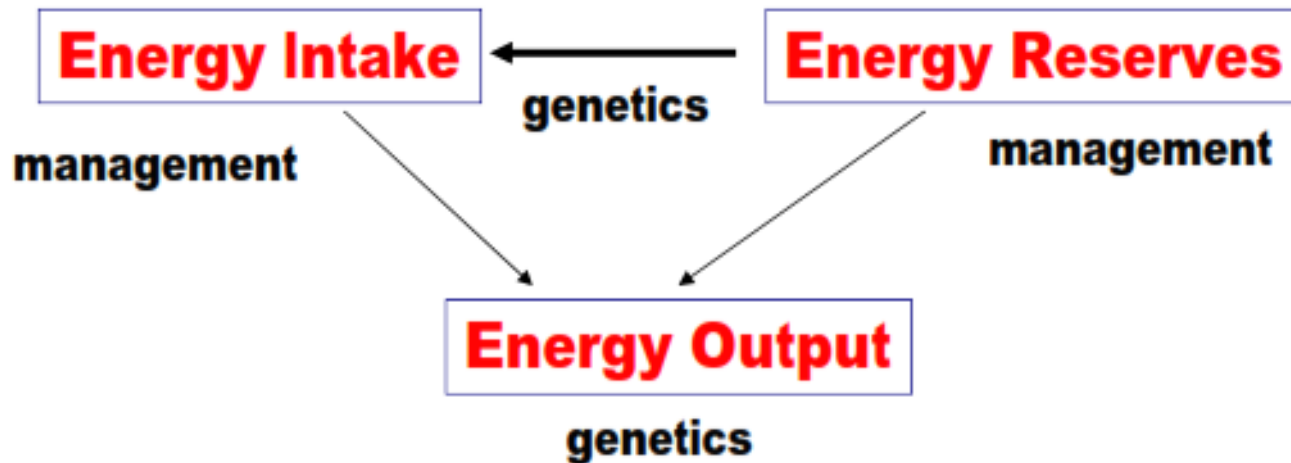 Energy Intake
Energy Reserves
genetics
management
management
Energy Output
genetics